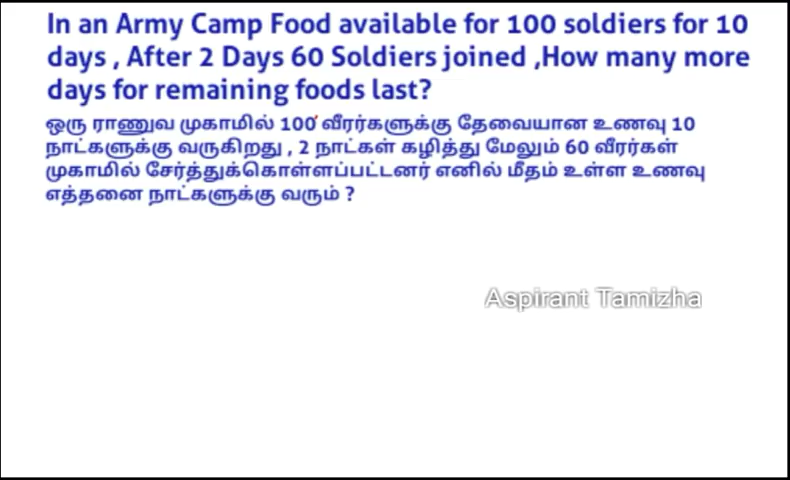 In an Army Camp Food available for 100 soldiers for 10
days , After 2 Days 60 Soldiers joined ,How many more
days for remaining foods last?
ஒரு ராணுவ முகாமில் 100 வீரர்களுக்கு தேவையான உணவு 10
நாட்களுக்கு வருகிறது , 2 நாட்கள் கழித்து மேலும் 60 வீரர்கள்
முகாமில் சேர்த்துக்கொள்ளப்பட்டனர் எனில் மீதம் உள்ள உணவு
எத்தனை நாட்களுக்கு வரும் ?
Aspirant Tamizha